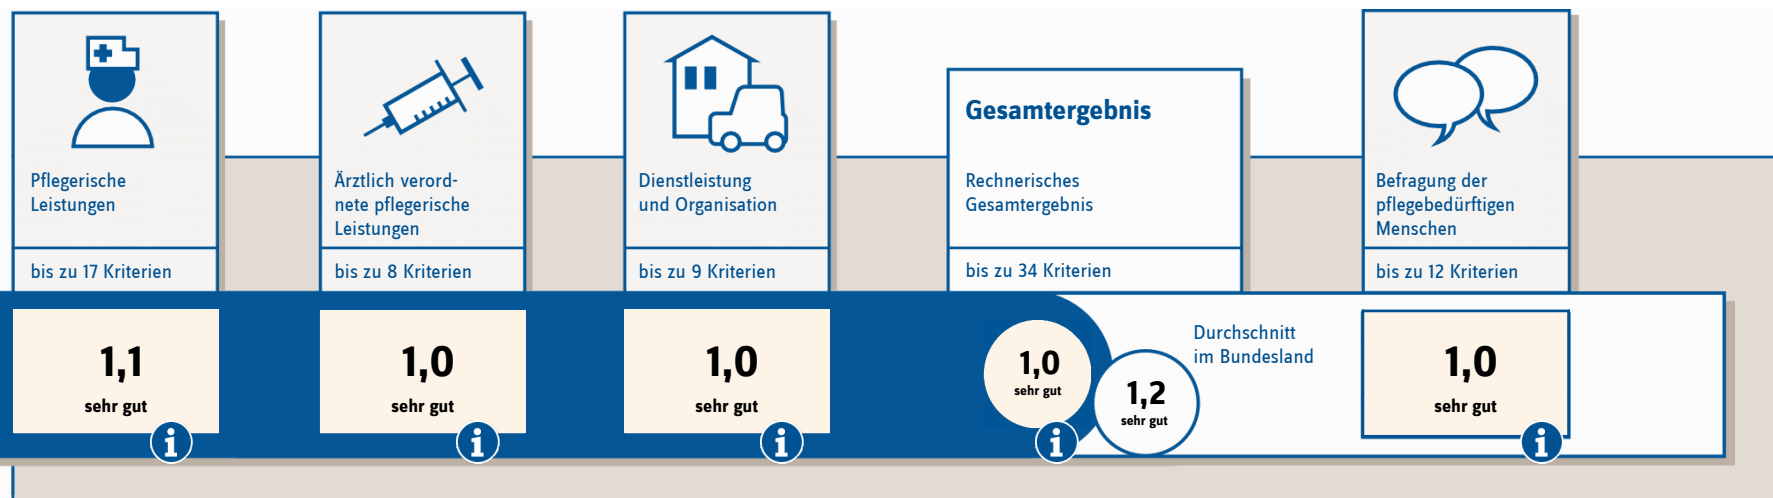 Pflegerische
Leistungen
bis zu 17 Kriterien
1,1
sehr gut
i
Ärztlich verord-
nete pflegerische
Leistungen
bis zu 8 Kriterien
1,0
sehr gut
i
Dienstleistung
und Organisation
bis zu 9 Kriterien
1,0
sehr gut
i
Gesamtergebnis
Rechnerisches
Gesamtergebnis
bis zu 34 Kriterien
1,0
sehr gut
i
1,2
sehr gut
Durchschnitt
im Bundesland
Befragung der
pflegebedürftigen
Menschen
bis zu 12 Kriterien
1,0
sehr gut
i